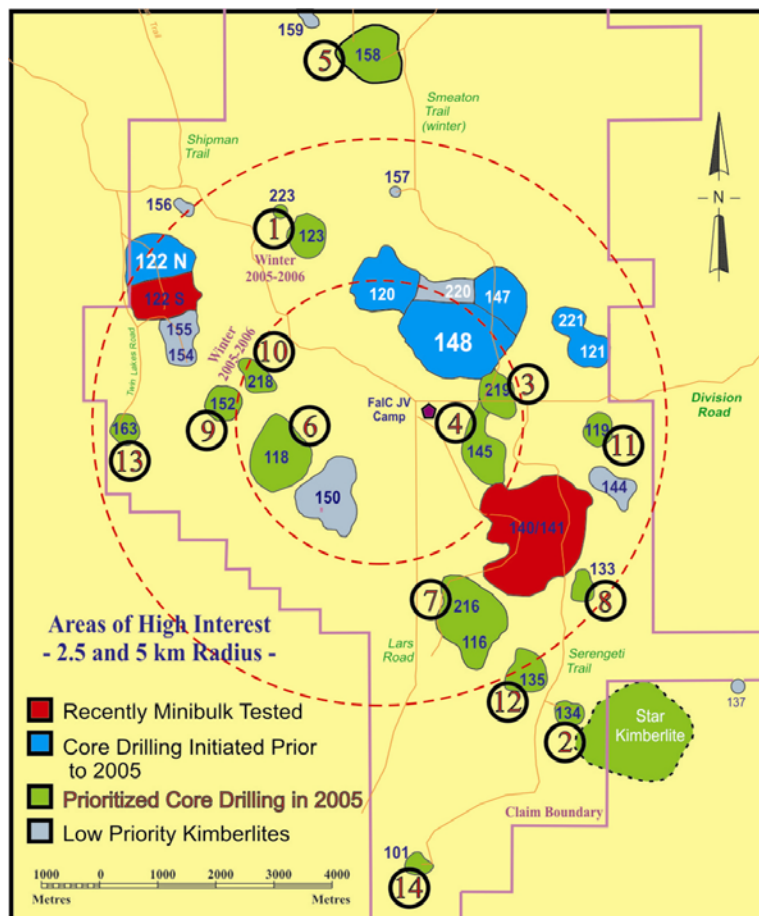 159
5
158
Trail
Smeaton
Trail
(winter)
Shipman
Trail
N
157
156
223
1
123
Winter
2005-2006
122 N
122 S
120
220
147
148
221
121
155
154
Twin Lakes Road
Winter
2005-2006
10
218
152
9
163
13
6
118
150
FalC JV
Camp
219
3
4
145
Division
Road
119
11
144
140/141
133
8
7
216
116
Areas of High Interest
- 2.5 and 5 km Radius -
Lars
Road
Serengeti
Trail
135
12
134
2
Star
Kimberlite
137
Recently Minibulk Tested
Core Drilling Initiated Prior
to 2005
Prioritized Core Drilling in 2005
Low Priority Kimberlites
Claim Boundary
101
14
1000 0 1000 2000 3000 4000
Metres Metres